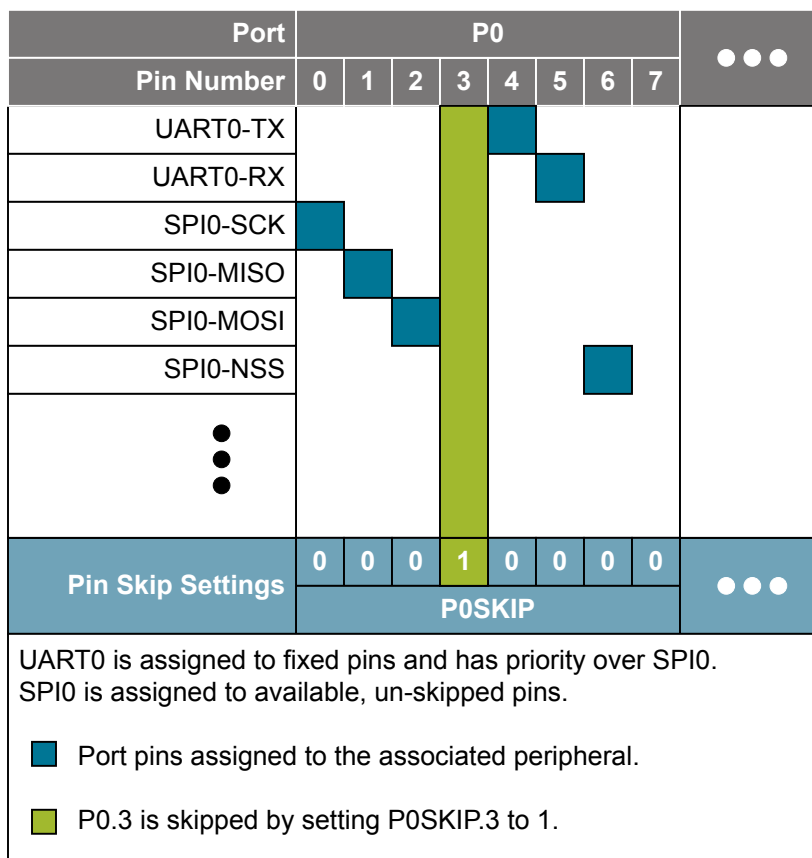 Port P0
Pin Number 0 1 2 3 4 5 6 7
UART0-TX
UART0-RX
SPI0-SCK
SPI0-MISO
SPI0-MOSI
SPI0-NSS
Pin Skip Settings 0 0 0 1 0 0 0 0
P0SKIP
UART0 is assigned to fixed pins and has priority over SPI0.
SPI0 is assigned to available, un-skipped pins.
Port pins assigned to the associated peripheral.
P0.3 is skipped by setting P0SKIP.3 to 1.